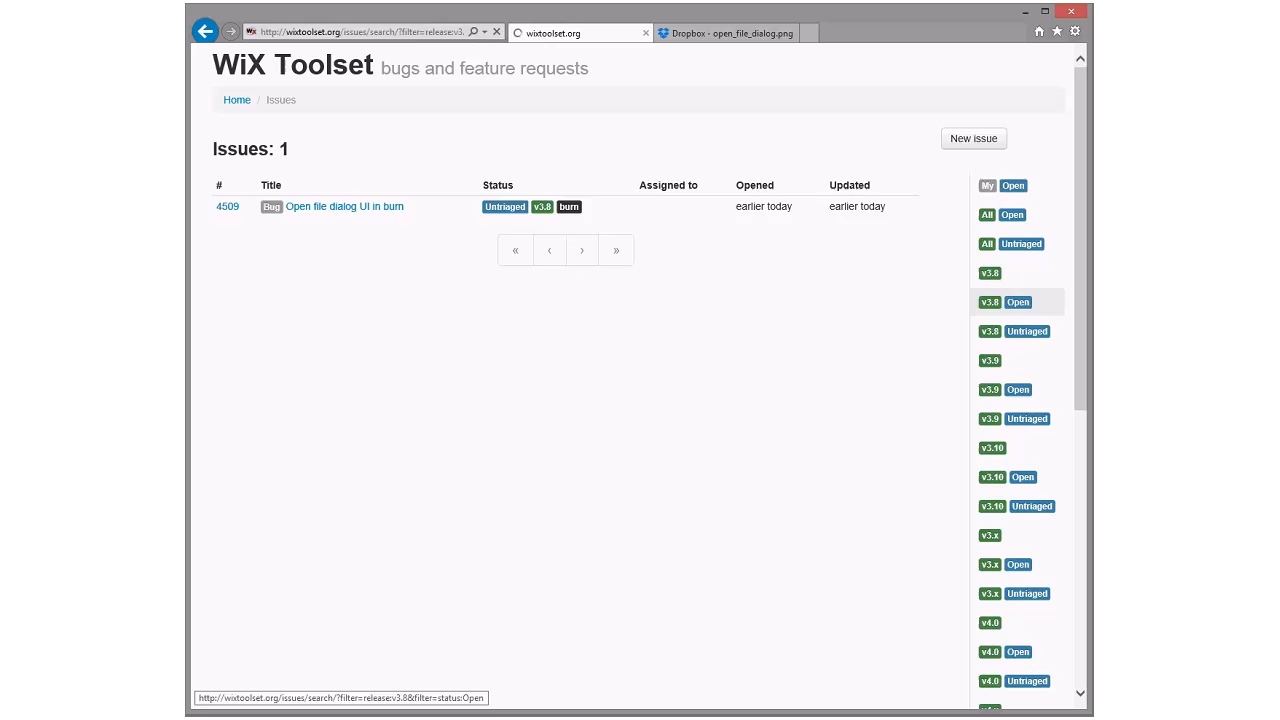 http://wixtoolset.org/issues/search/?filter=release:v3. wixtoolset.org Dropbox - open_file_dialog.png
WiX Toolset bugs and feature requests
Home / Issues
New issue
Issues: 1
# Title Status Assigned to Opened Updated
4509 Bug Open file dialog UI in burn Untriaged v3.8 burn earlier today earlier today
« ‹ › »
My Open
All Open
All Untriaged
v3.8
v3.8 Open
v3.8 Untriaged
v3.9
v3.9 Open
v3.9 Untriaged
v3.10
v3.10 Open
v3.10 Untriaged
v3.x
v3.x Open
v3.x Untriaged
v4.0
v4.0 Open
v4.0 Untriaged
http://wixtoolset.org/issues/search/?filter=release:v3.8&filter=status:Open